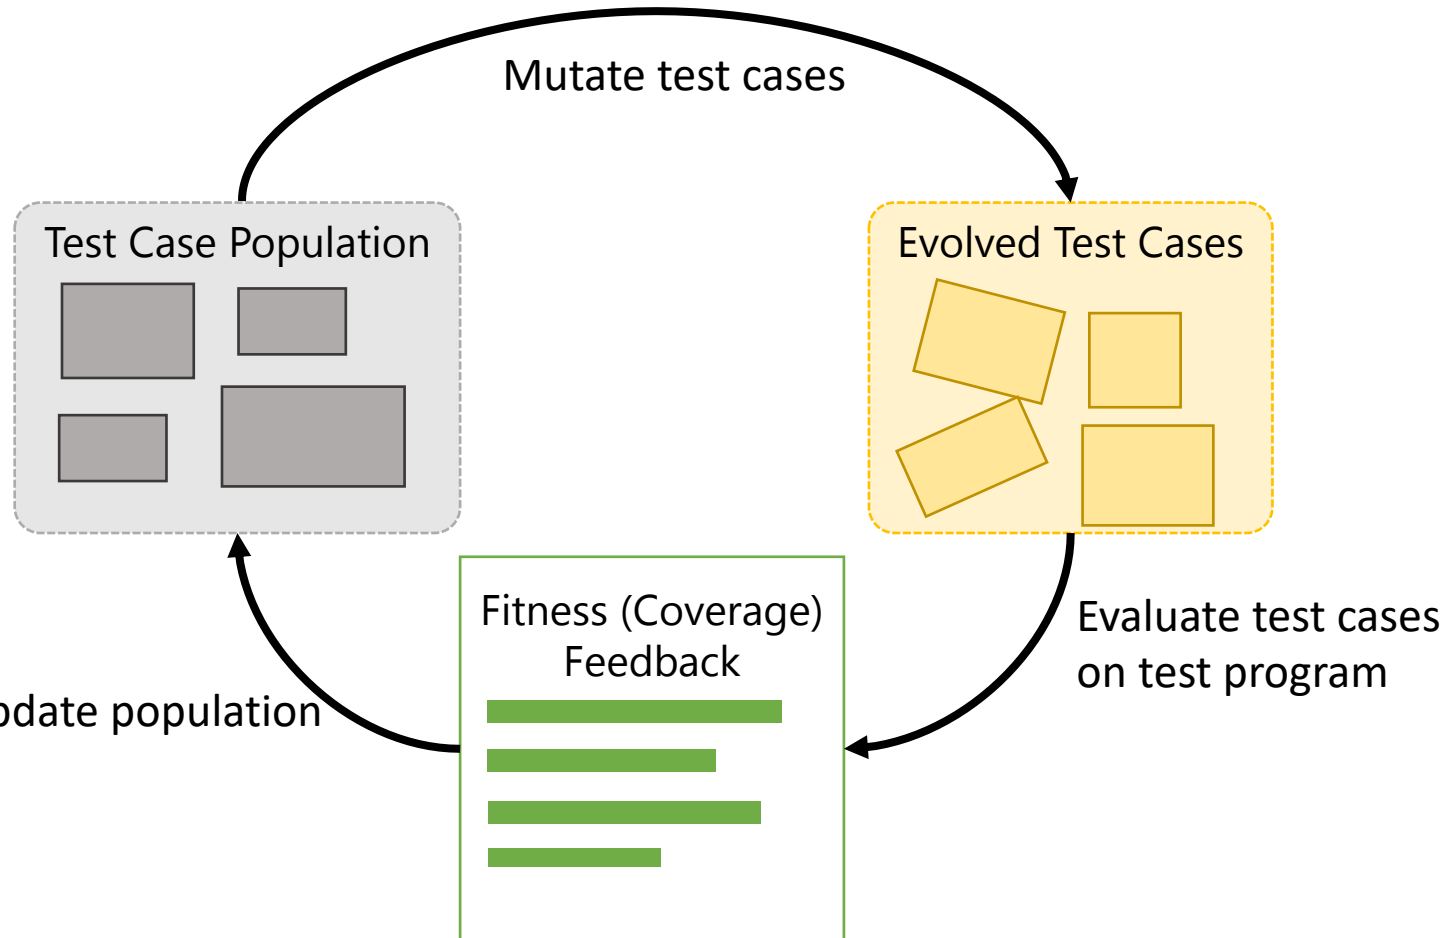 Mutate test cases
Test Case Population
Evolved Test Cases
Fitness (Coverage)
Feedback
Evaluate test cases
on test program
pdate population